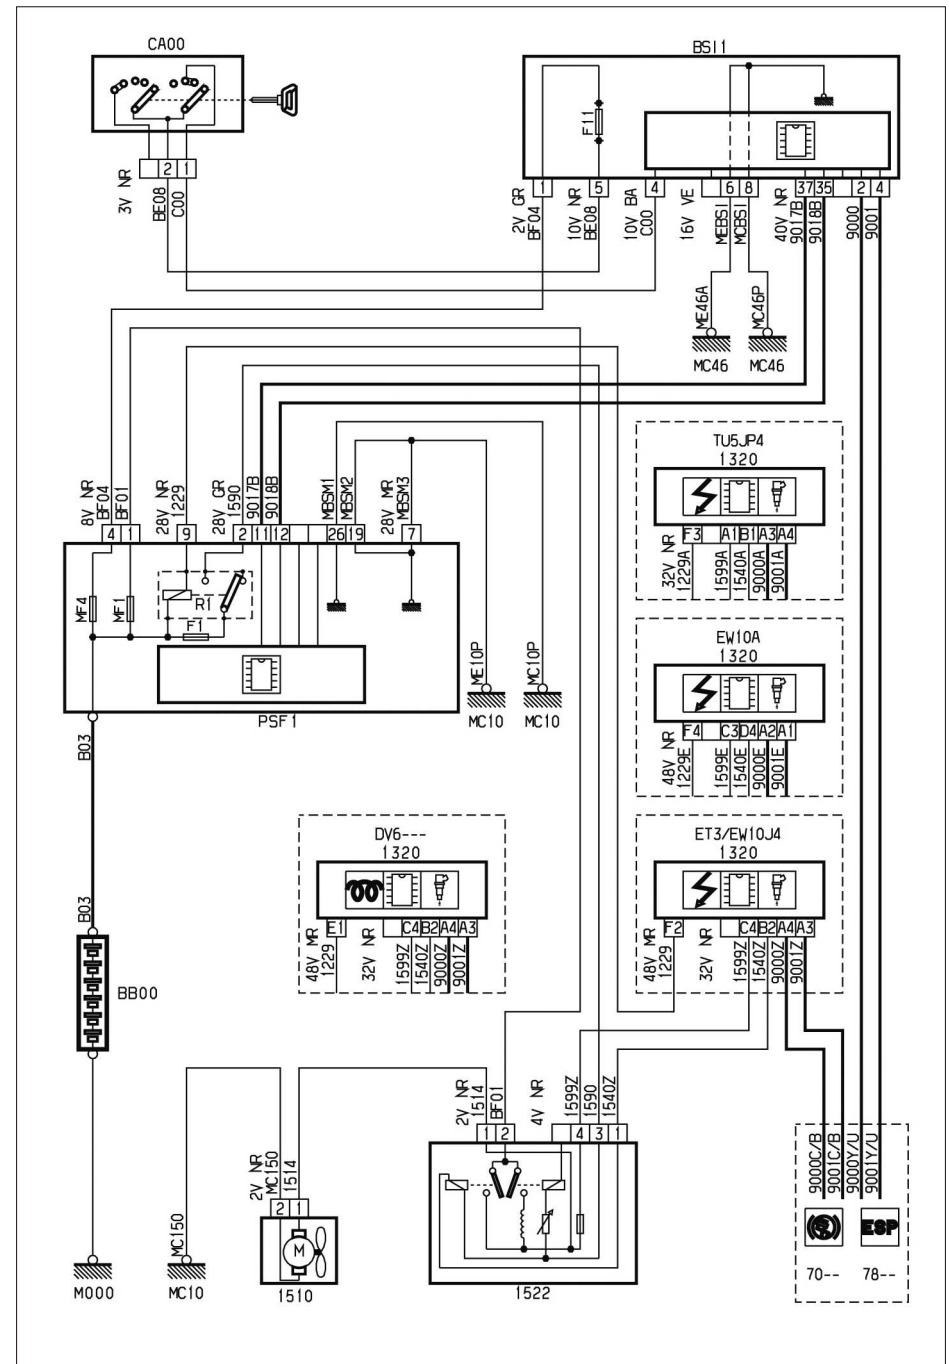 CA00
BSI1
F11
2 1
3V NR
BE08
C00
1 5 4 6 8 37 35 2 4
2V GR
BF04
10V NR
BE08
10V BA
C00
16V VE
MEBSI
MCBSI
40V NR
9017B
9018B
9000
9001
ME46A
MC46P
MC46
MC46
8V NR
BF04
BF01
28V NR
1229
28V GR
1590
9017B
9018B
MBSM1
MBSM2
28V MR
MBSM3
4 1 9 2 11 12 26 19 7
MF4
MF1
R1
F1
PSF1
ME10P
MC10P
MC10
MC10
TU5JP4
1320
F3 A1 B1 A3 A4
32V NR
1229A
1599A
1540A
9000A
9001A
EW10A
1320
F4 C3 D4 A2 A1
48V NR
1229E
1599E
1540E
9000E
9001E
B03
B03
BB00
DV6---
1320
E1 C4 B2 A4 A3
48V MR
1229
32V NR
1599Z
1540Z
9000Z
9001Z
ET3/EW10J4
1320
F2 C4 B2 A4 A3
48V MR
1229
32V NR
1599Z
1540Z
9000Z
9001Z
2V NR
1514
BF01
4V NR
1599Z
1590
1540Z
1 2 4 3 1
1522
2V NR
MC150
1514
2 1
M
1510
MC150
MC10
M000
9000C/B
9001C/B
9000Y/U
9001Y/U
ESP
70--
78--